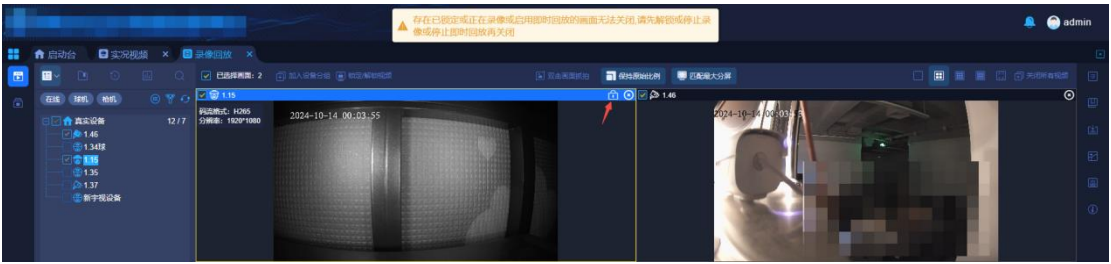 存在已锁定或正在录像或启用即时回放的画面无法关闭,请先解锁或停止录
像或停止即时回放再关闭
admin
启动台
实况视频 ×
录像回放 ×
已选择画面: 2
加入设备分组
锁定/解锁视频
双击画面抓拍
保持原始比例
匹配最大分屏
关闭所有视频
在线
球机
枪机
真实设备 12 / 7
1.46
1.34球
1.15
1.35
1.37
新宇视设备
1.15
码流格式: H265
分辨率: 1920*1080
2024-10-14 00:03:55
1.46
2024-10-14 00:03